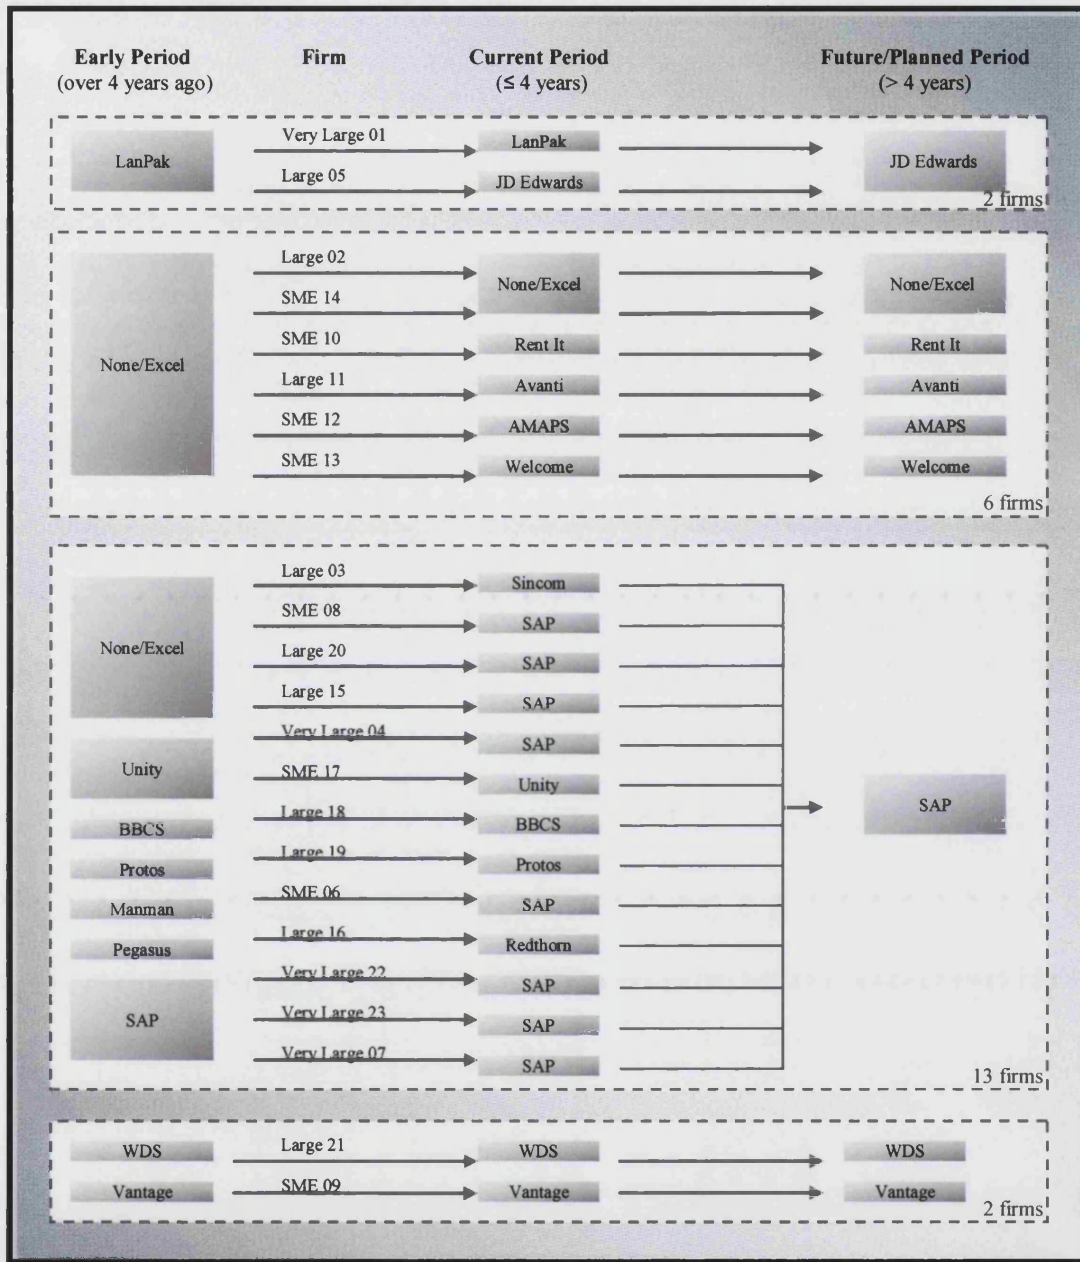 Early Period Firm Current Period Future/Planned Period
(over 4 years ago) (≤ 4 years) (> 4 years)
LanPak Very Large 01 LanPak JD Edwards
Large 05 JD Edwards
2 firms
None/Excel Large 02 None/Excel None/Excel
SME 14
SME 10 Rent It Rent It
Large 11 Avanti Avanti
SME 12 AMAPS AMAPS
SME 13 Welcome Welcome
6 firms
None/Excel Large 03 Sincom
SME 08 SAP
Large 20 SAP
Large 15 SAP
Unity Very Large 04 SAP
SME 17 Unity SAP
BBCS Large 18 BBCS
Protos Large 19 Protos
Manman SME 06 SAP
Pegasus Large 16 Redthorn
SAP Very Large 22 SAP
Very Large 23 SAP
Very Large 07 SAP
13 firms
WDS Large 21 WDS WDS
Vantage SME 09 Vantage Vantage
2 firms